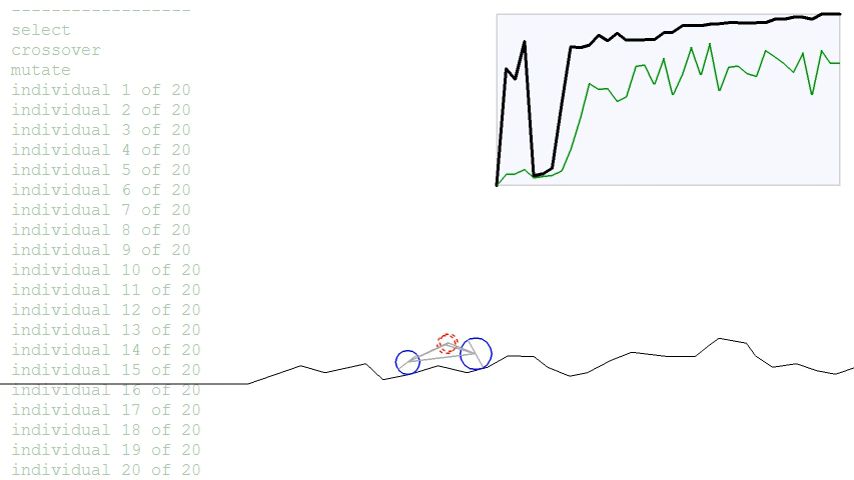 ------------------
select
crossover
mutate
individual 1 of 20
individual 2 of 20
individual 3 of 20
individual 4 of 20
individual 5 of 20
individual 6 of 20
individual 7 of 20
individual 8 of 20
individual 9 of 20
individual 10 of 20
individual 11 of 20
individual 12 of 20
individual 13 of 20
individual 14 of 20
individual 15 of 20
individual 16 of 20
individual 17 of 20
individual 18 of 20
individual 19 of 20
individual 20 of 20